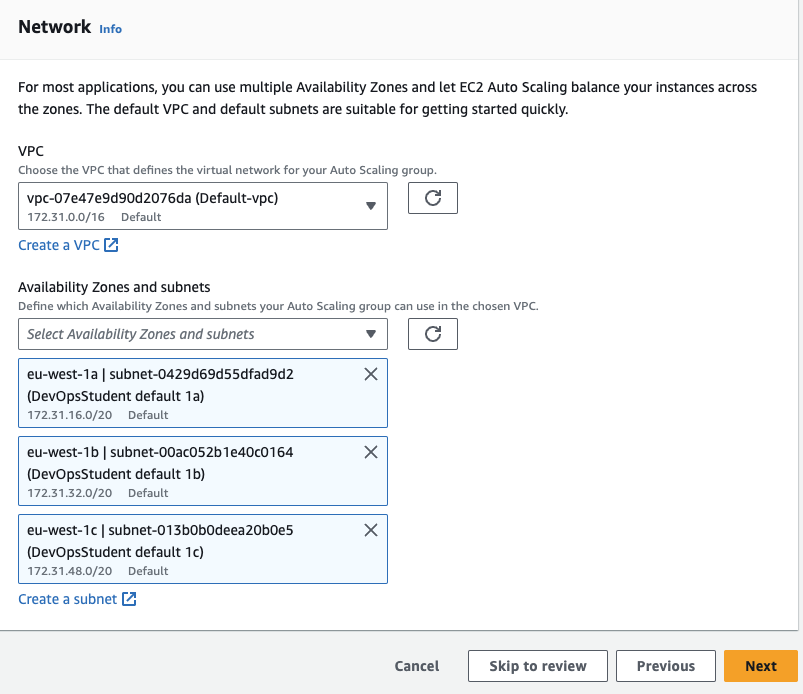 Network Info
For most applications, you can use multiple Availability Zones and let EC2 Auto Scaling balance your instances across
the zones. The default VPC and default subnets are suitable for getting started quickly.
VPC
Choose the VPC that defines the virtual network for your Auto Scaling group.
vpc-07e47e9d90d2076da (Default-vpc)
172.31.0.0/16 Default
Create a VPC
Availability Zones and subnets
Define which Availability Zones and subnets your Auto Scaling group can use in the chosen VPC.
Select Availability Zones and subnets
eu-west-1a | subnet-0429d69d55dfad9d2
(DevOpsStudent default 1a)
172.31.16.0/20 Default
eu-west-1b | subnet-00ac052b1e40c0164
(DevOpsStudent default 1b)
172.31.32.0/20 Default
eu-west-1c | subnet-013b0b0deea20b0e5
(DevOpsStudent default 1c)
172.31.48.0/20 Default
Create a subnet
Cancel Skip to review Previous Next